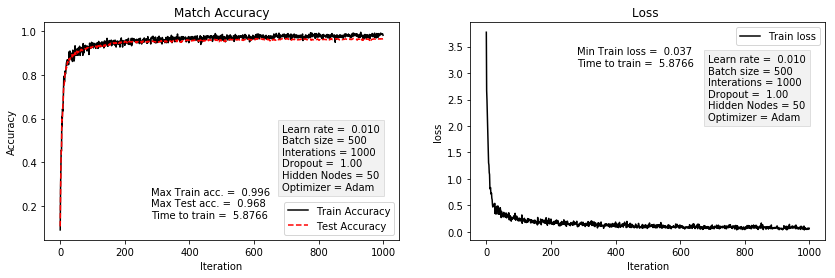 Match Accuracy
1.0
0.8
0.6
0.4
0.2
Accuracy
Learn rate =  0.010
Batch size = 500
Interations = 1000
Dropout =  1.00
Hidden Nodes = 50
Optimizer = Adam
Max Train acc. =  0.996
Max Test acc. =  0.968
Time to train =  5.8766
Train Accuracy
Test Accuracy
0 200 400 600 800 1000
Iteration
Loss
3.5
3.0
2.5
2.0
1.5
1.0
0.5
0.0
loss
Train loss
Min Train loss =  0.037
Time to train =  5.8766
Learn rate =  0.010
Batch size = 500
Interations = 1000
Dropout =  1.00
Hidden Nodes = 50
Optimizer = Adam
0 200 400 600 800 1000
Iteration